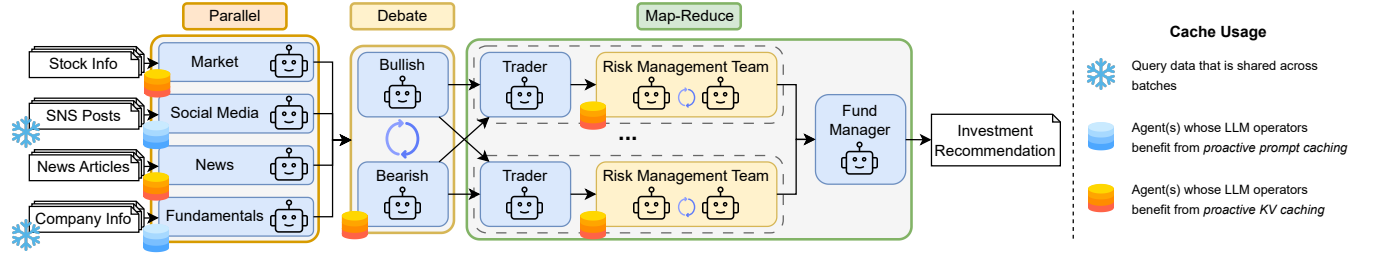 Parallel
Debate
Map-Reduce
Stock Info
SNS Posts
News Articles
Company Info
Market
Social Media
News
Fundamentals
Bullish
Bearish
Trader
Risk Management Team
...
Trader
Risk Management Team
Fund
Manager
Investment
Recommendation
Cache Usage
Query data that is shared across
batches
Agent(s) whose LLM operators
benefit from proactive prompt caching
Agent(s) whose LLM operators
benefit from proactive KV caching